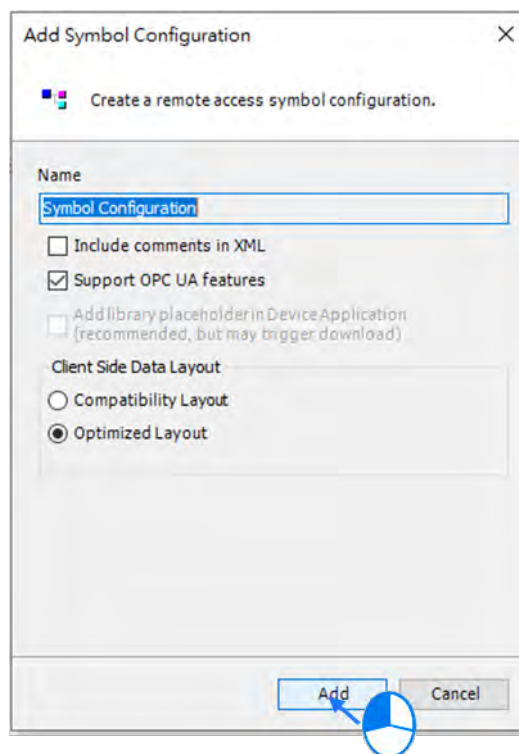 Add Symbol Configuration
Create a remote access symbol configuration.
Name
Symbol Configuration
Include comments in XML
Support OPC UA features
Add library placeholder in Device Application
(recommended, but may trigger download)
Client Side Data Layout
Compatibility Layout
Optimized Layout
Add
Cancel